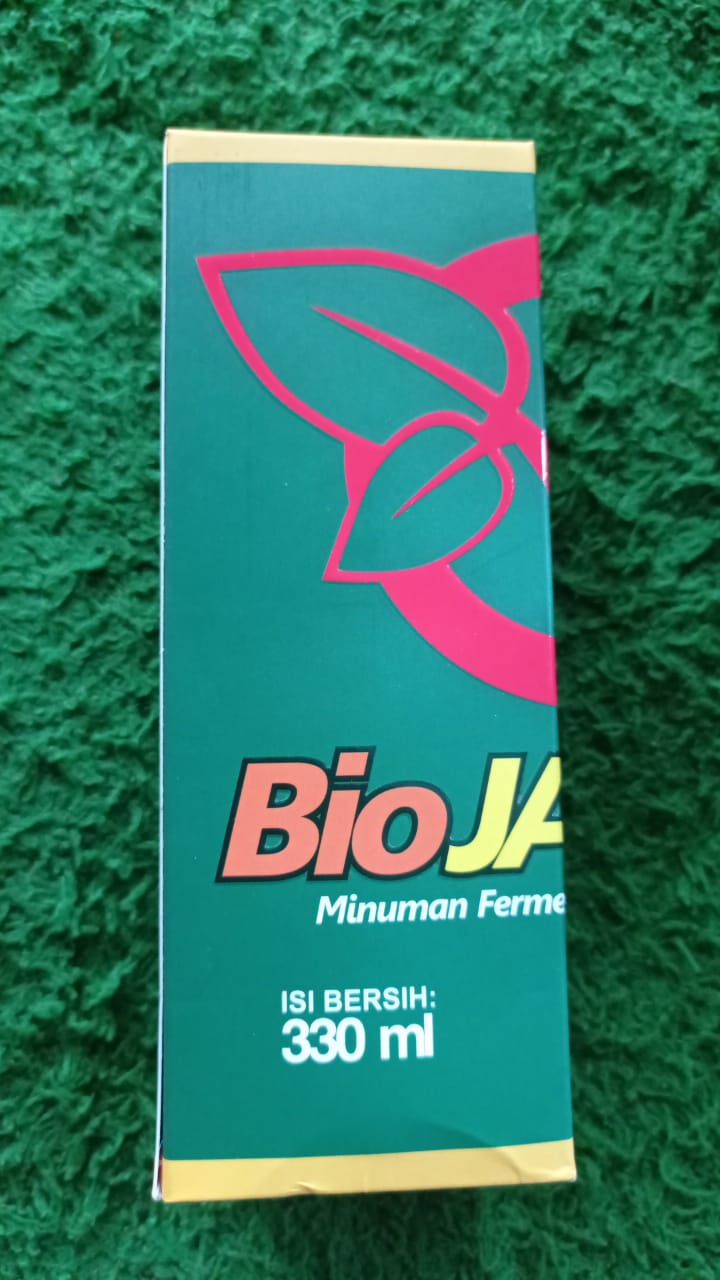 BioJA
Minuman Ferme
ISI BERSIH:
330 ml